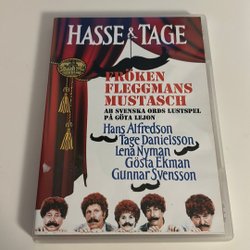 HASSE & TAGE
FRÖKEN
FLEGGMANS
MUSTASCH
AB SVENSKA ORDS LUSTSPEL
PÅ GÖTA LEJON
Hans Alfredson
Tage Danielsson
Lena Nyman
Gösta Ekman
Gunnar Svensson